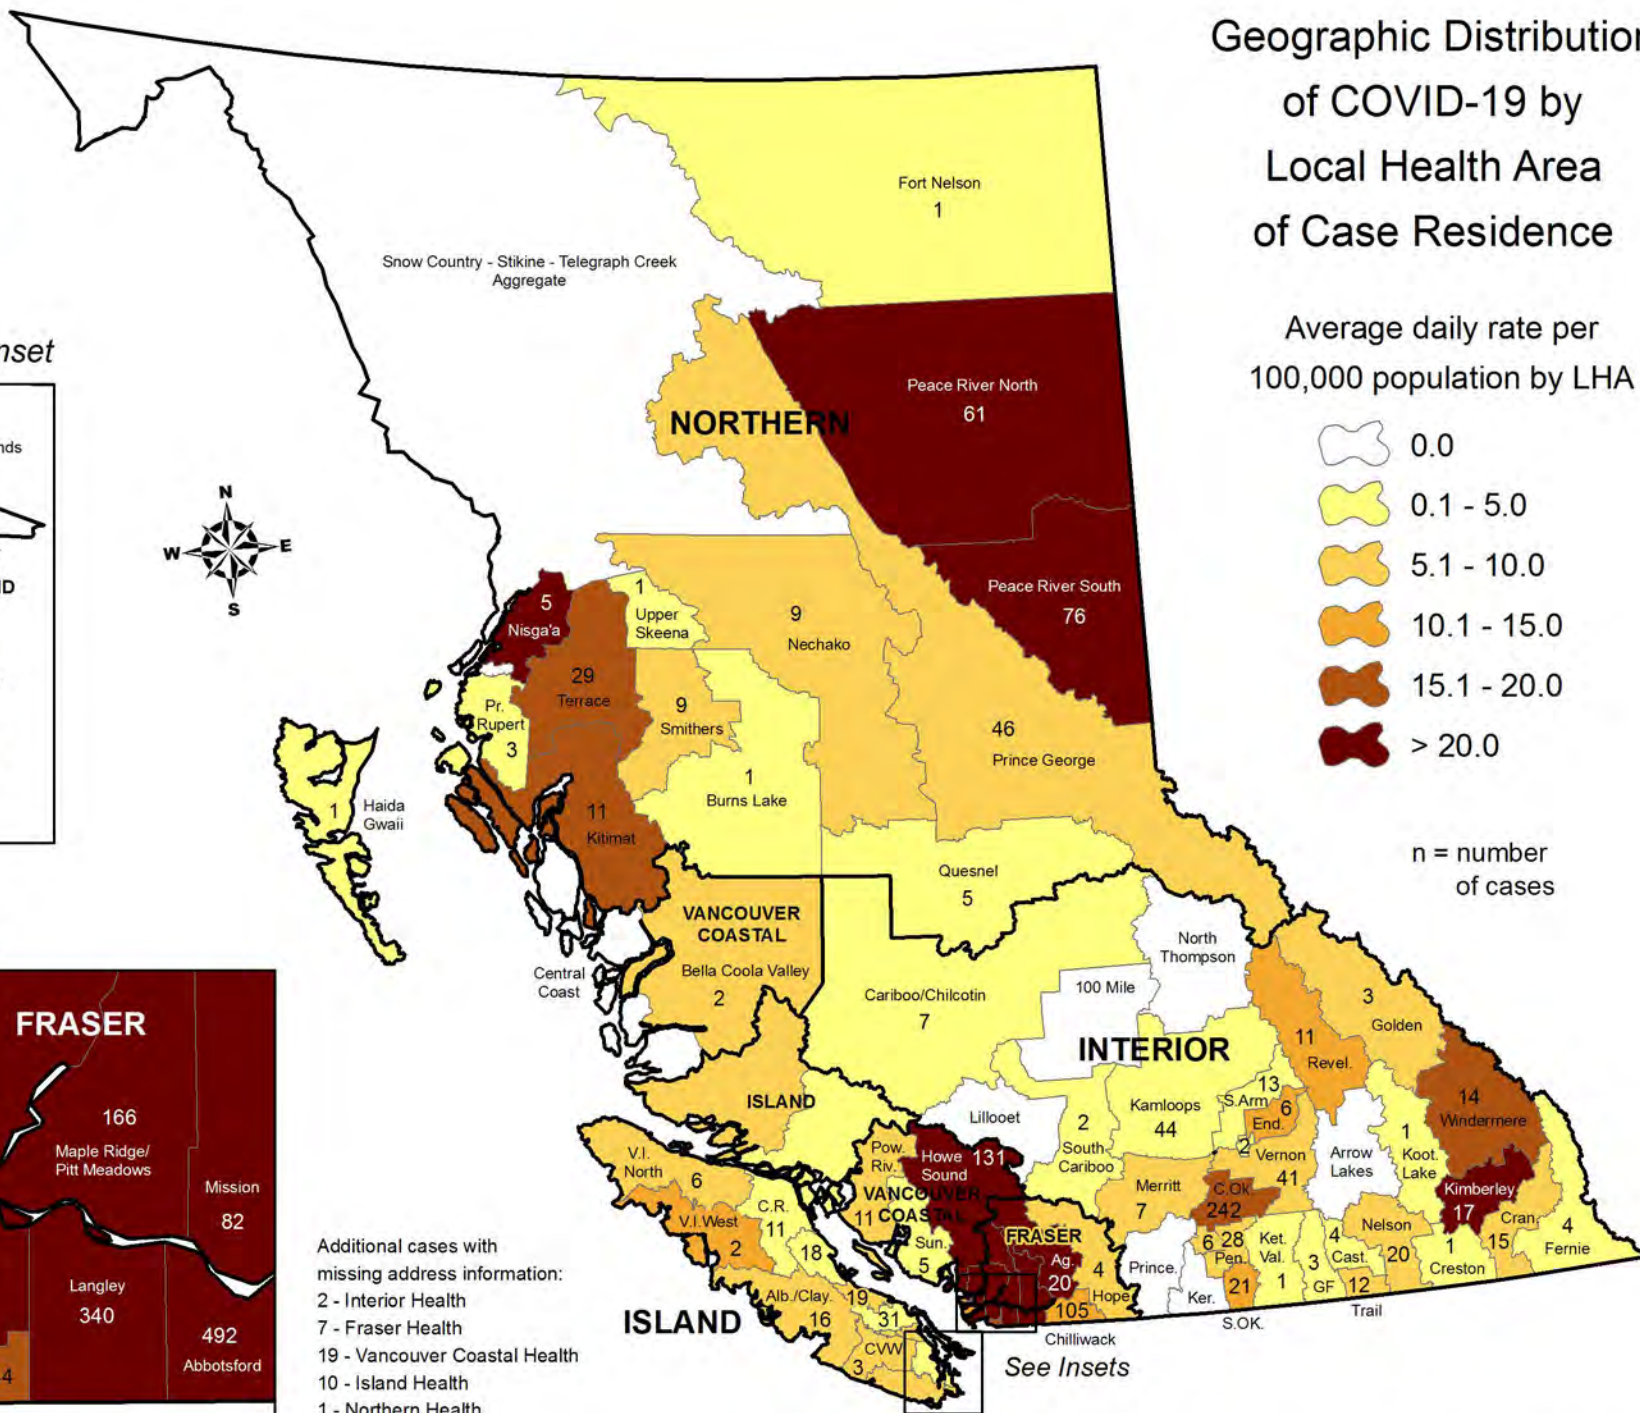 Geographic Distribution
of COVID-19 by
Local Health Area
of Case Residence
Average daily rate per
100,000 population by LHA
0.0
0.1 - 5.0
5.1 - 10.0
10.1 - 15.0
15.1 - 20.0
> 20.0
n = number
of cases
Fort Nelson
1
Snow Country - Stikine - Telegraph Creek
Aggregate
Peace River North
61
NORTHERN
Peace River South
76
N
W
E
S
5
Nisga'a
1
Upper
Skeena
9
Nechako
29
Terrace
Pr.
Rupert
3
9
Smithers
46
Prince George
1
Burns Lake
1
Haida
Gwaii
11
Kitimat
Quesnel
5
VANCOUVER
COASTAL
Bella Coola Valley
2
Central
Coast
North
Thompson
100 Mile
Cariboo/Chilcotin
7
INTERIOR
3
Golden
11
Revel.
14
Windermere
ISLAND
Lillooet
2
South
Cariboo
Kamloops
44
13
S.Arm
6
End.
2
Vernon
41
Arrow
Lakes
1
Koot.
Lake
Kimberley
17
Cran.
15
4
Fernie
Merritt
7
C.Ok.
242
Nelson
20
1
Creston
Pow.
Riv.
11
Howe
Sound
131
VANCOUVER
COASTAL
Sun.
5
FRASER
Ag.
20
4
Hope
105
Chilliwack
Prince.
Ker.
6
28
Pen.
21
S.OK.
Ket.
Val.
1
3
GF
4
Cast.
12
Trail
V.I.
North
6
V.I.West
2
C.R.
11
18
Alb./Clay.
16
19
31
CVW
3
ISLAND
See Insets
nset
nds
ID
FRASER
166
Maple Ridge/
Pitt Meadows
Mission
82
Langley
340
492
Abbotsford
4
Additional cases with
missing address information:
2 - Interior Health
7 - Fraser Health
19 - Vancouver Coastal Health
10 - Island Health
1 - Northern Health